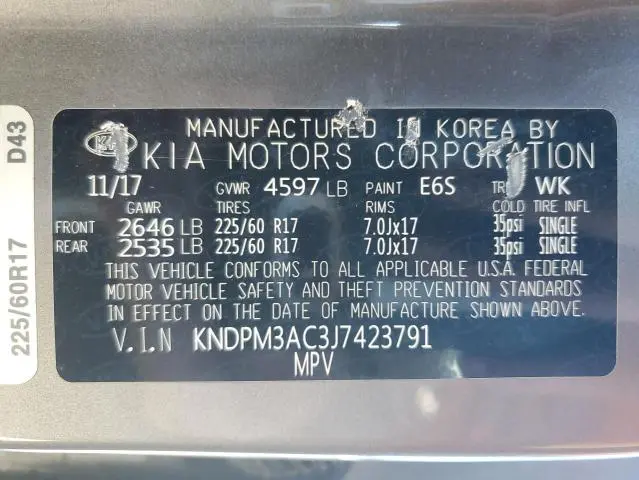 MANUFACTURED IN KOREA BY
KIA MOTORS CORPORATION
11/17 GVWR 4597 LB PAINT E6S WK
GAWR TIRES RIMS COLD TIRE INFL
FRONT 2646 LB 225/60 R17 7.0Jx17 35psi SINGLE
REAR 2535 LB 225/60 R17 7.0Jx17 35psi SINGLE
THIS VEHICLE CONFORMS TO ALL APPLICABLE U.S.A. FEDERAL
MOTOR VEHICLE SAFETY AND THEFT PREVENTION STANDARDS
IN EFFECT ON THE DATE OF MANUFACTURE SHOWN ABOVE.
V.I.N KNDPM3AC3J7423791
MPV
225/60R17 D43